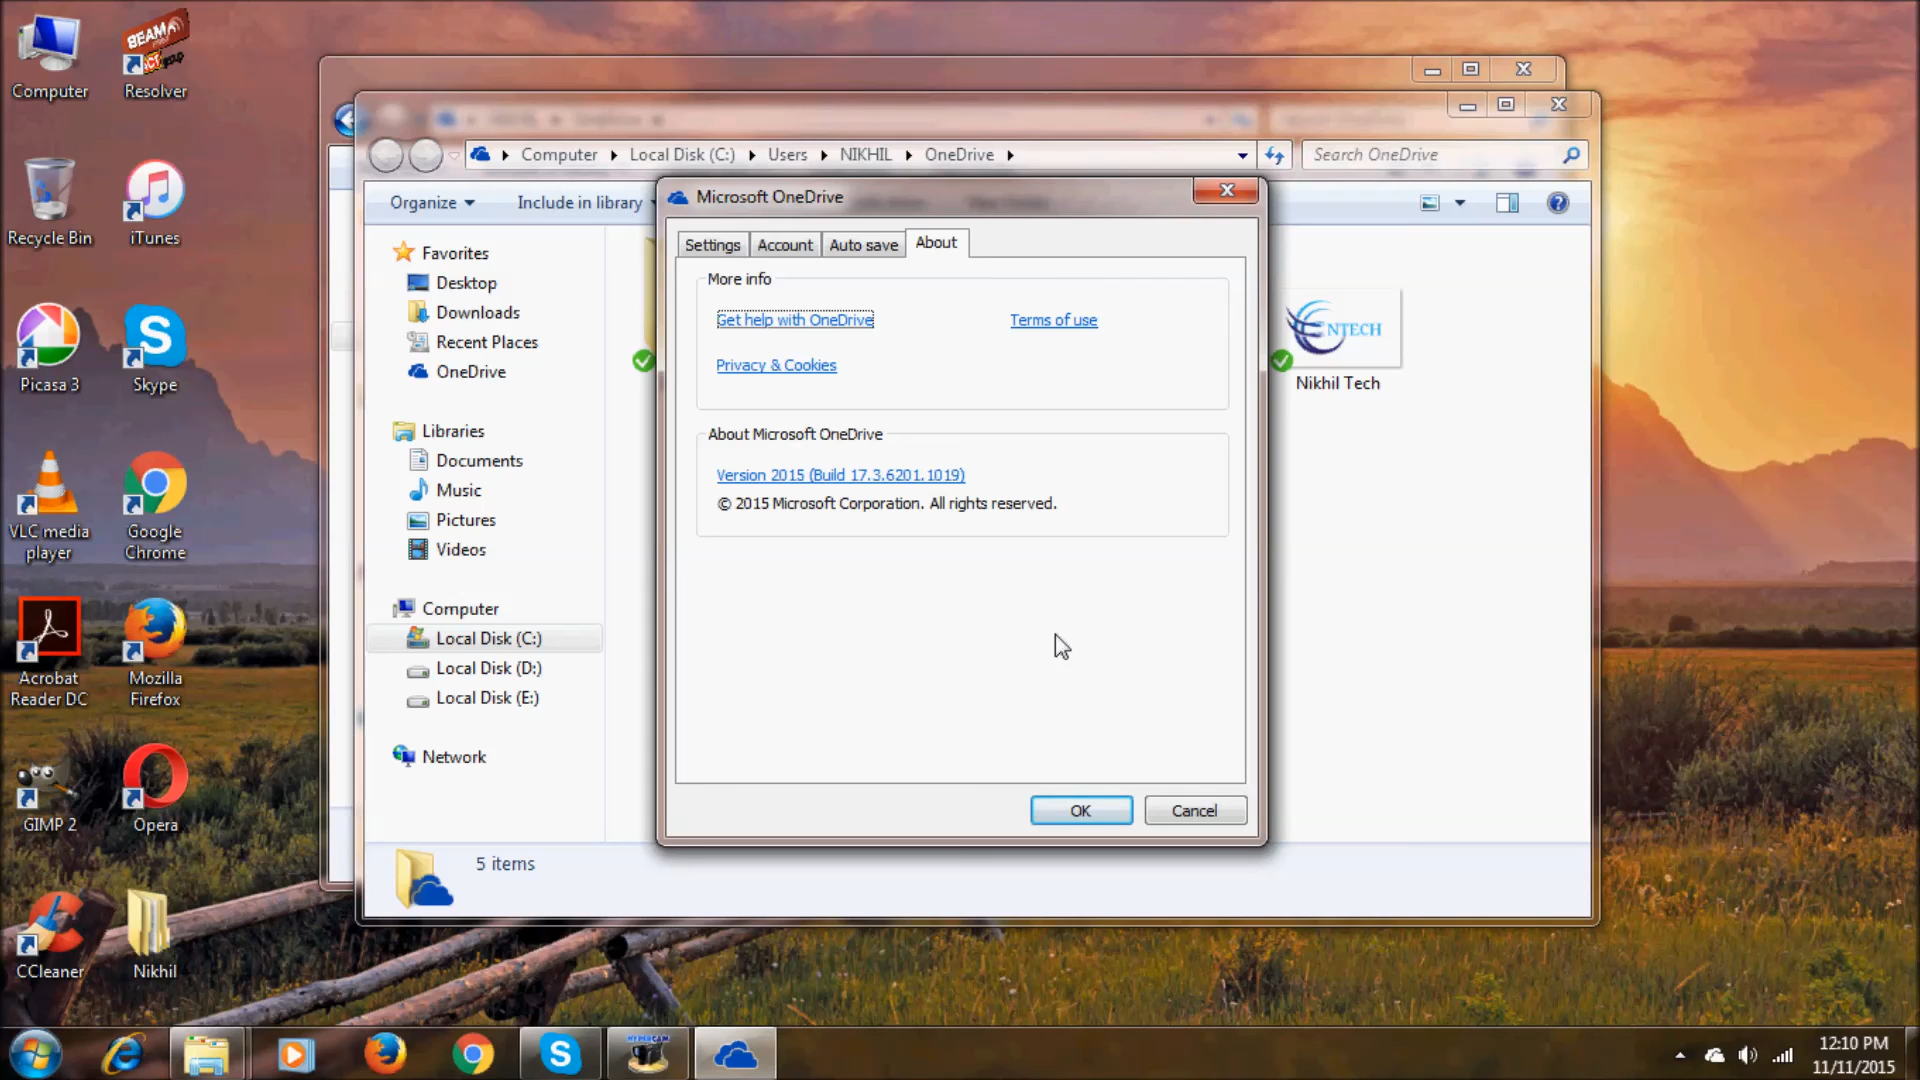 Computer
BEAMA
Resolver
Recycle Bin
iTunes
Picasa 3
Skype
VLC media
player
Google
Chrome
Acrobat
Reader DC
Mozilla
Firefox
GIMP 2
Opera
CCleaner
Nikhil
Computer
Local Disk (C:)
Users
NIKHIL
OneDrive
Search OneDrive
Organize
Include in library
Favorites
Desktop
Downloads
Recent Places
OneDrive
Libraries
Documents
Music
Pictures
Videos
Computer
Local Disk (C:)
Local Disk (D:)
Local Disk (E:)
Network
5 items
NTECH
Nikhil Tech
Microsoft OneDrive
Settings
Account
Auto save
About
More info
Get help with OneDrive
Terms of use
Privacy & Cookies
About Microsoft OneDrive
Version 2015 (Build 17.3.6201.1019)
© 2015 Microsoft Corporation. All rights reserved.
OK
Cancel
HYPERCAM
12:10 PM
11/11/2015